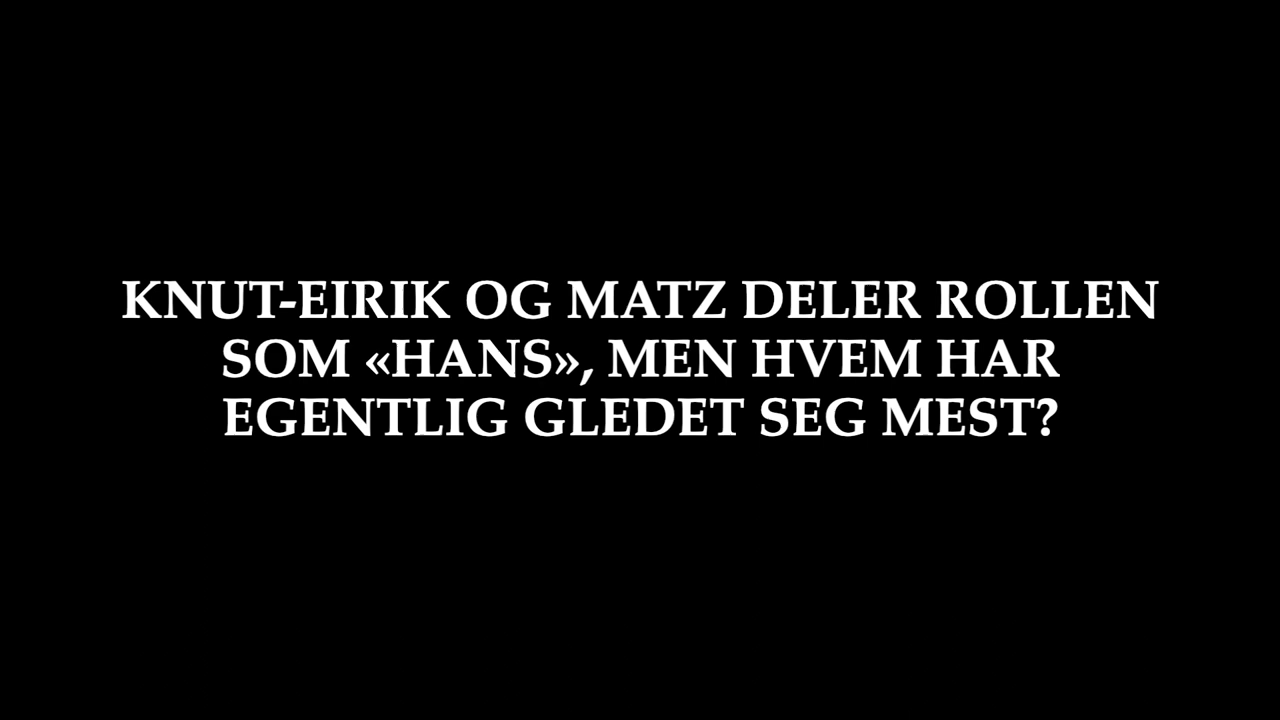 KNUT-EIRIK OG MATZ DELER ROLLEN
SOM «HANS», MEN HVEM HAR
EGENTLIG GLEDET SEG MEST?